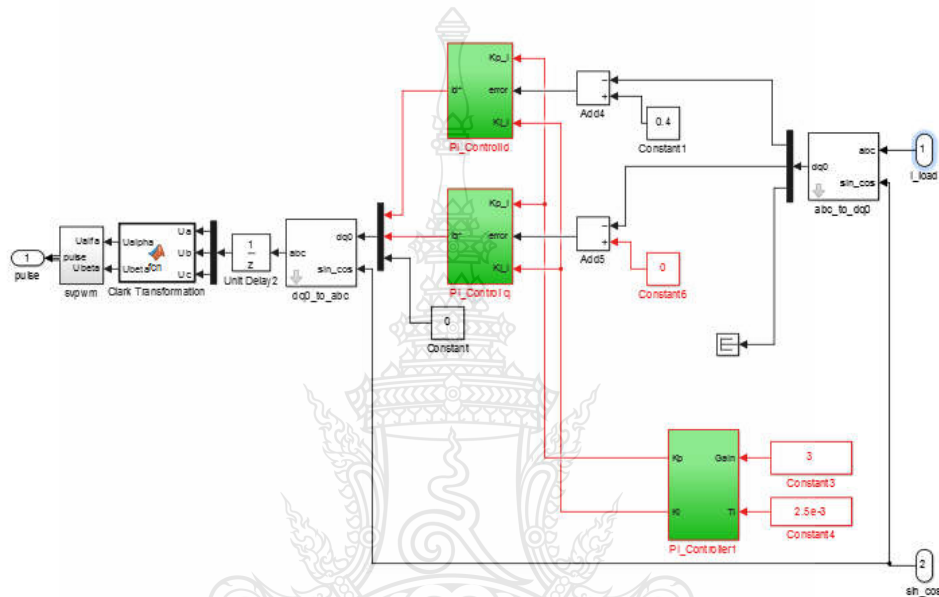 Kp_i
error
Ki_i
id*
Pi_Controlid
Add4
0.4
Constant1
abc
dq0
sin_cos
abc_to_dq0
1
i_load
Kp_i
error
Ki_i
iq*
Pi_Control q
Add5
0
Constant6
Ualfa
pulse
Ubeta
svpwm
1
pulse
Ualpha
Ubeta
fcn
Ua
Ub
Uc
Clark Transformation
1
z
Unit Delay2
abc
dq0
sin_cos
dq0_to_abc
0
Constant
Kp
Ki
Gain
Ti
PI_Controller1
3
Constant3
2.5e-3
Constant4
2
sin_cos